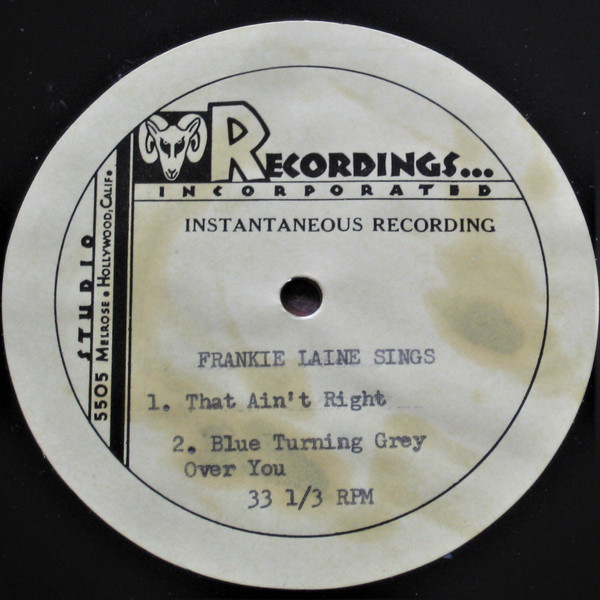 RECORDINGS...
INCORPORATED
INSTANTANEOUS RECORDING
STUDIO
5505 MELROSE • HOLLYWOOD, CALIF.
FRANKIE LAINE SINGS
1. That Ain't Right
2. Blue Turning Grey
Over You
33 1/3 RPM